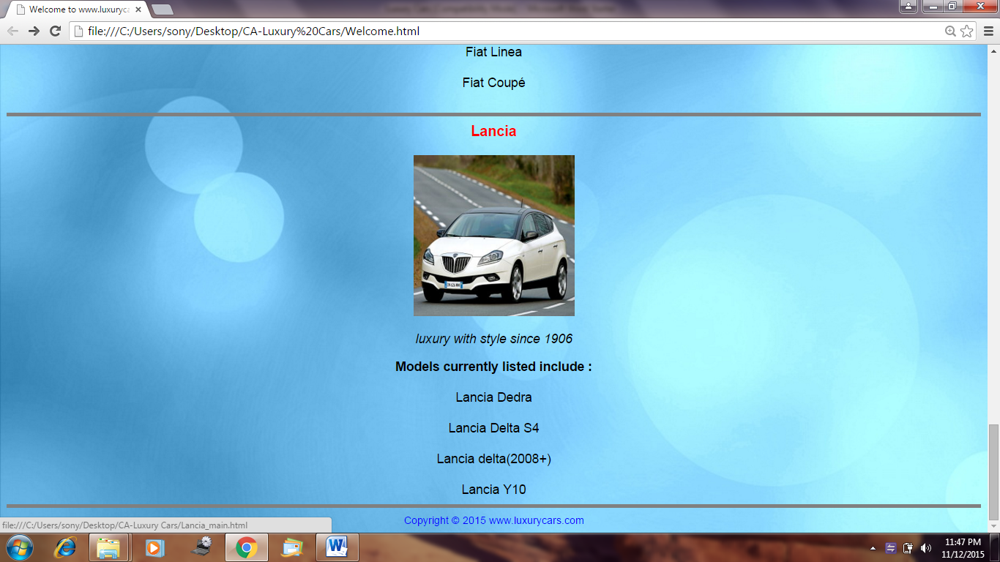 Welcome to www.luxuryca
file:///C:/Users/sony/Desktop/CA-Luxury%20Cars/Welcome.html
Fiat Linea
Fiat Coupé
Lancia
luxury with style since 1906
Models currently listed include :
Lancia Dedra
Lancia Delta S4
Lancia delta(2008+)
Lancia Y10
Copyright © 2015 www.luxurycars.com
file:///C:/Users/sony/Desktop/CA-Luxury Cars/Lancia_main.html
11:47 PM
11/12/2015